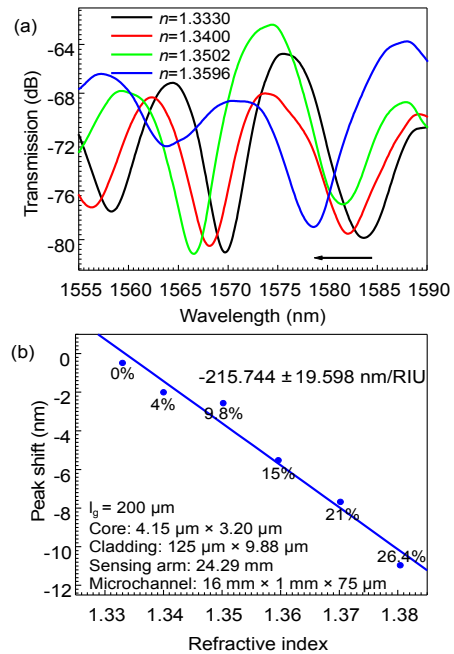 (a)
n=1.3330
n=1.3400
n=1.3502
n=1.3596
-64
-68
-72
-76
-80
Transmission (dB)
1555 1560 1565 1570 1575 1580 1585 1590
Wavelength (nm)
(b)
0
-2
-4
-6
-8
-10
-12
Peak shift (nm)
-215.744 ± 19.598 nm/RIU
0%
4%
9.8%
15%
21%
26.4%
lg = 200 µm
Core: 4.15 µm × 3.20 µm
Cladding: 125 µm × 9.88 µm
Sensing arm: 24.29 mm
Microchannel: 16 mm × 1 mm × 75 µm
1.33 1.34 1.35 1.36 1.37 1.38
Refractive index